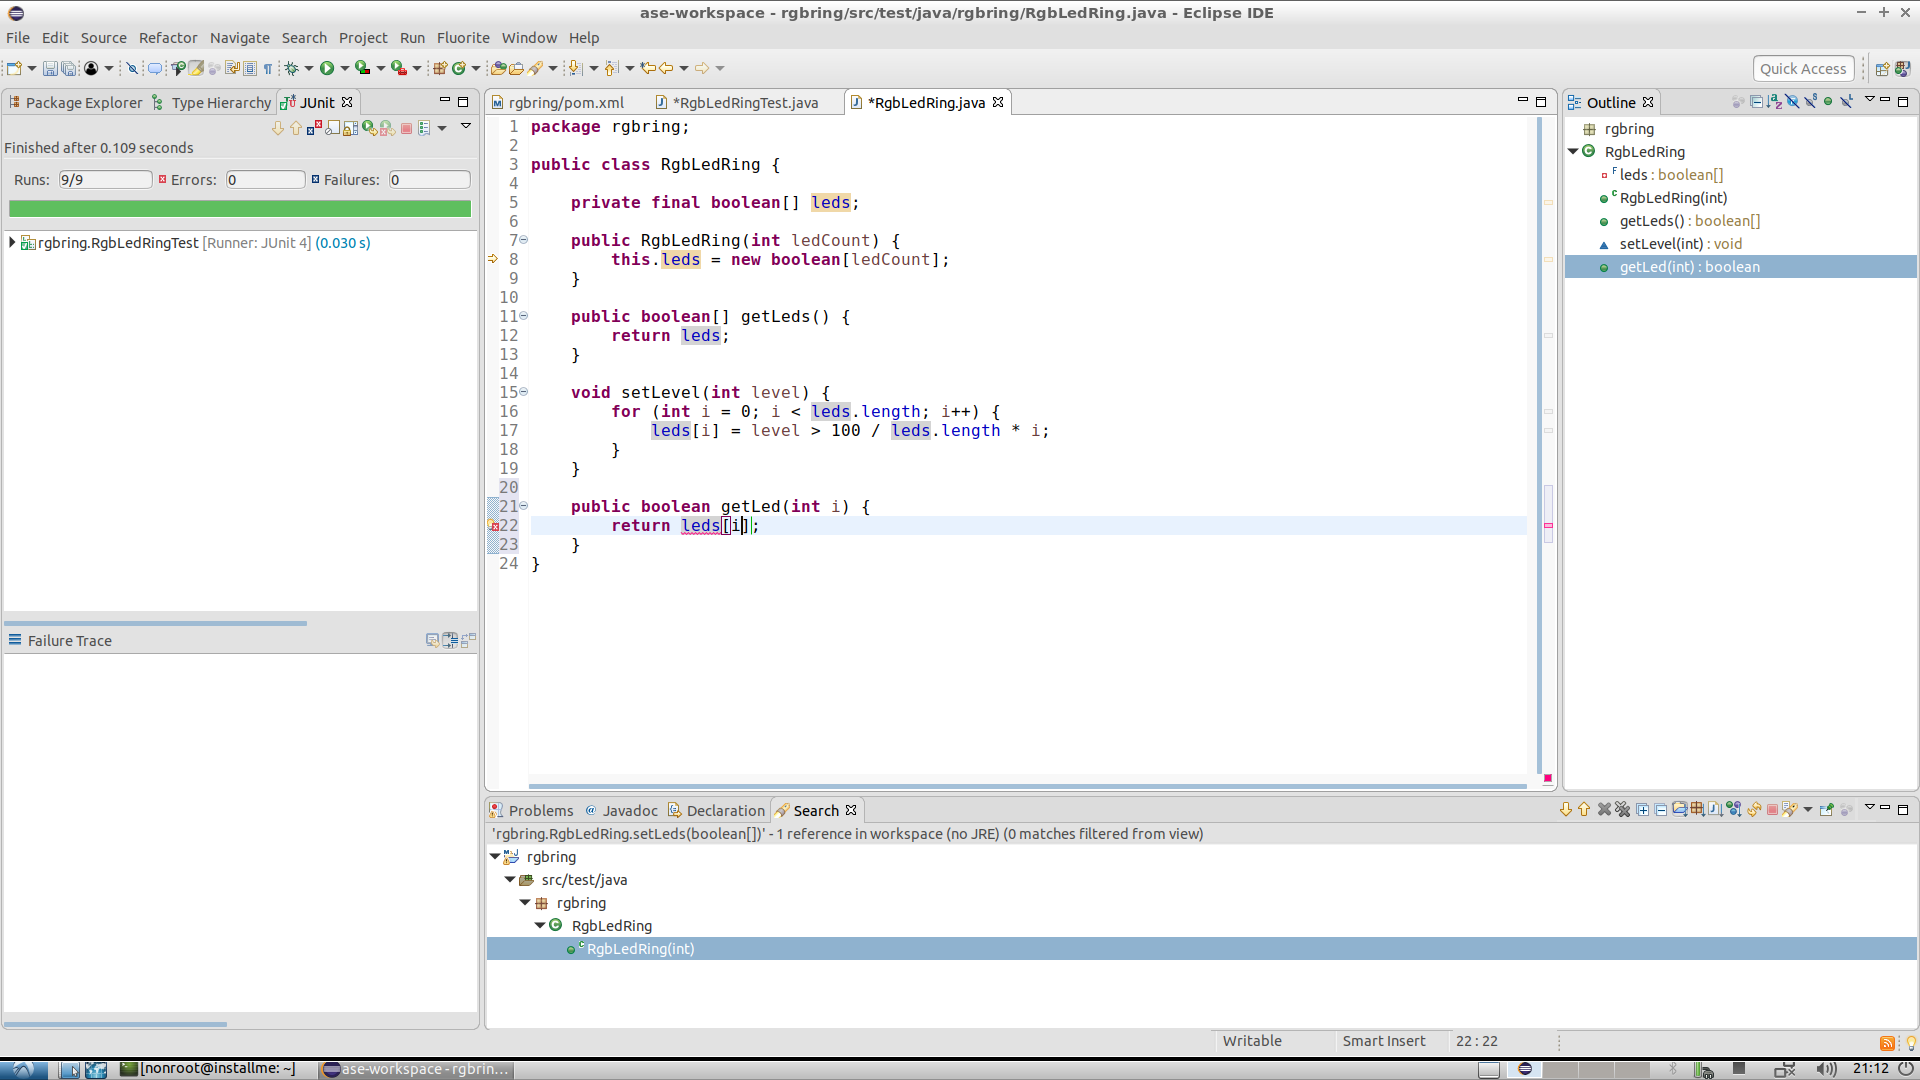 ase-workspace - rgbring/src/test/java/rgbring/RgbLedRing.java - Eclipse IDE
File Edit Source Refactor Navigate Search Project Run Fluorite Window Help
Quick Access
Package Explorer Type Hierarchy JUnit
Finished after 0.109 seconds
Runs: 9/9 Errors: 0 Failures: 0
rgbring.RgbLedRingTest [Runner: JUnit 4] (0.030 s)
Failure Trace
rgbring/pom.xml *RgbLedRingTest.java *RgbLedRing.java
1 package rgbring;
2
3 public class RgbLedRing {
4
5 private final boolean[] leds;
6
7 public RgbLedRing(int ledCount) {
8 this.leds = new boolean[ledCount];
9 }
10
11 public boolean[] getLeds() {
12 return leds;
13 }
14
15 void setLevel(int level) {
16 for (int i = 0; i < leds.length; i++) {
17 leds[i] = level > 100 / leds.length * i;
18 }
19 }
20
21 public boolean getLed(int i) {
22 return leds[i];
23 }
24 }
Outline
rgbring
RgbLedRing
leds : boolean[]
RgbLedRing(int)
getLeds() : boolean[]
setLevel(int) : void
getLed(int) : boolean
Problems Javadoc Declaration Search
'rgbring.RgbLedRing.setLeds(boolean[])' - 1 reference in workspace (no JRE) (0 matches filtered from view)
rgbring
src/test/java
rgbring
RgbLedRing
RgbLedRing(int)
Writable Smart Insert 22 : 22
[nonroot@installme: ~] ase-workspace - rgbrin... 21:12